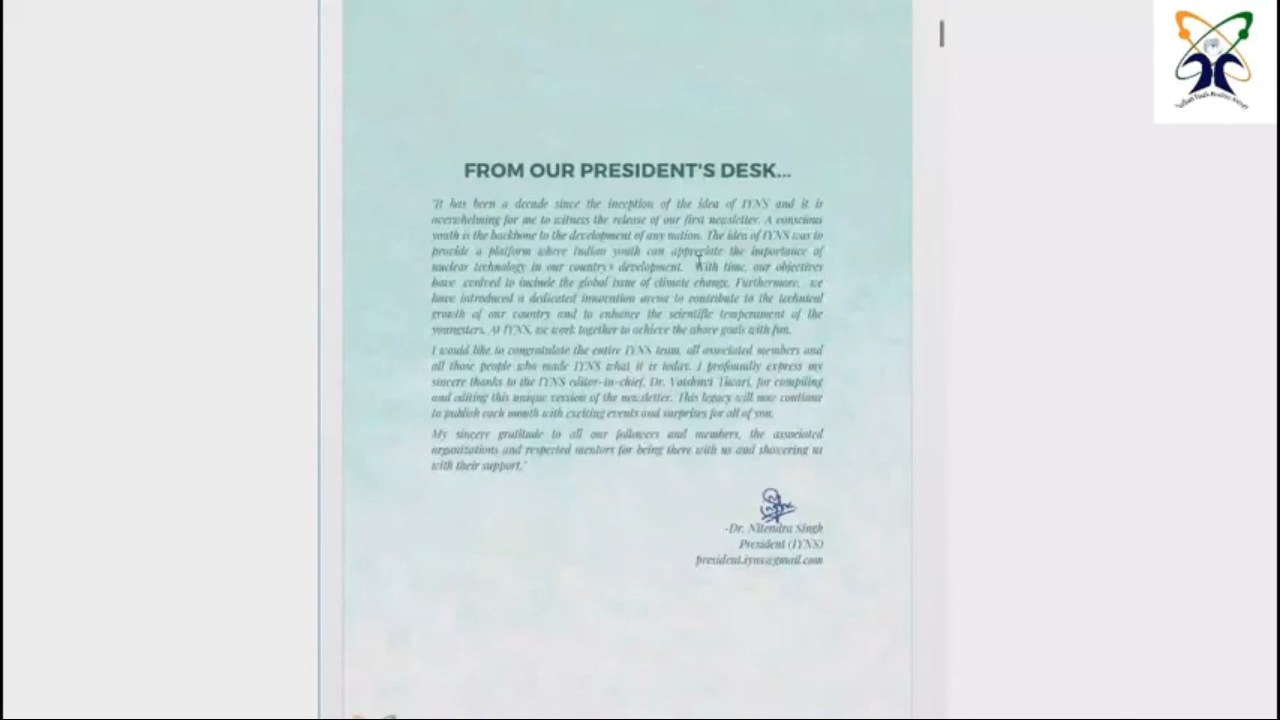 FROM OUR PRESIDENT'S DESK...
"It has been a decade since the inception of the idea of IYNS and it is
overwhelming for me to witness the release of our first newsletter. A conscious
youth is the backbone to the development of any nation. The idea of IYNS was to
provide a platform where Indian youth can appreciate the importance of
nuclear technology in our country's development. With time, our objectives
have evolved to include the global issue of climate change. Furthermore, we
have introduced a dedicated innovation arena to contribute to the technical
growth of our country and to enhance the scientific temperament of the
youngsters. At IYNS, we work together to achieve the above goals with fun.
I would like to congratulate the entire IYNS team, all associated members and
all those people who made IYNS what it is today. I profoundly express my
sincere thanks to the IYNS editor-in-chief, Dr. Vaishnvi Tiwari, for compiling
and editing this unique version of the newsletter. This legacy will now continue
to publish each month with exciting events and surprises for all of you.
My sincere gratitude to all our followers and members, the associated
organizations and respected mentors for being there with us and showering us
with their support."
-Dr. Nitendra Singh
President (IYNS)
president.iyns@gmail.com
Indian Youth Nuclear Society